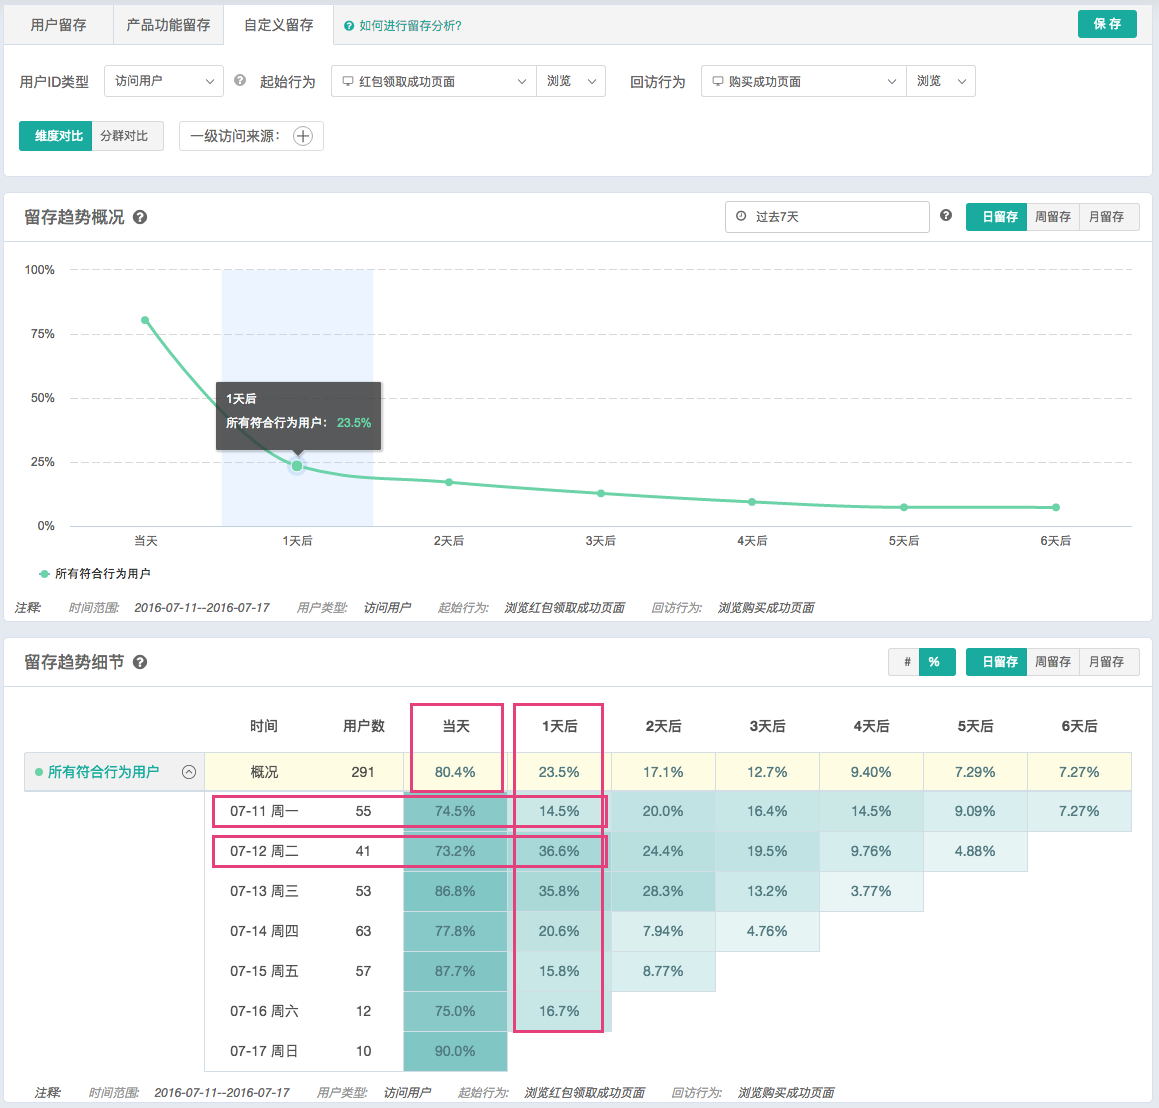 用户留存 产品功能留存 自定义留存 如何进行留存分析? 保存
用户ID类型 访问用户 起始行为 红包领取成功页面 浏览 回访行为 购买成功页面 浏览
维度对比 分群对比 一级访问来源:
留存趋势概况 过去7天 日留存 周留存 月留存
100%
75%
50%
25%
0%
1天后
所有符合行为用户: 23.5%
当天 1天后 2天后 3天后 4天后 5天后 6天后
所有符合行为用户
注释: 时间范围: 2016-07-11--2016-07-17 用户类型: 访问用户 起始行为: 浏览红包领取成功页面 回访行为: 浏览购买成功页面
留存趋势细节 # % 日留存 周留存 月留存
时间 用户数 当天 1天后 2天后 3天后 4天后 5天后 6天后
所有符合行为用户 概况 291 80.4% 23.5% 17.1% 12.7% 9.40% 7.29% 7.27%
07-11 周一 55 74.5% 14.5% 20.0% 16.4% 14.5% 9.09% 7.27%
07-12 周二 41 73.2% 36.6% 24.4% 19.5% 9.76% 4.88%
07-13 周三 53 86.8% 35.8% 28.3% 13.2% 3.77%
07-14 周四 63 77.8% 20.6% 7.94% 4.76%
07-15 周五 57 87.7% 15.8% 8.77%
07-16 周六 12 75.0% 16.7%
07-17 周日 10 90.0%
注释: 时间范围: 2016-07-11--2016-07-17 用户类型: 访问用户 起始行为: 浏览红包领取成功页面 回访行为: 浏览购买成功页面